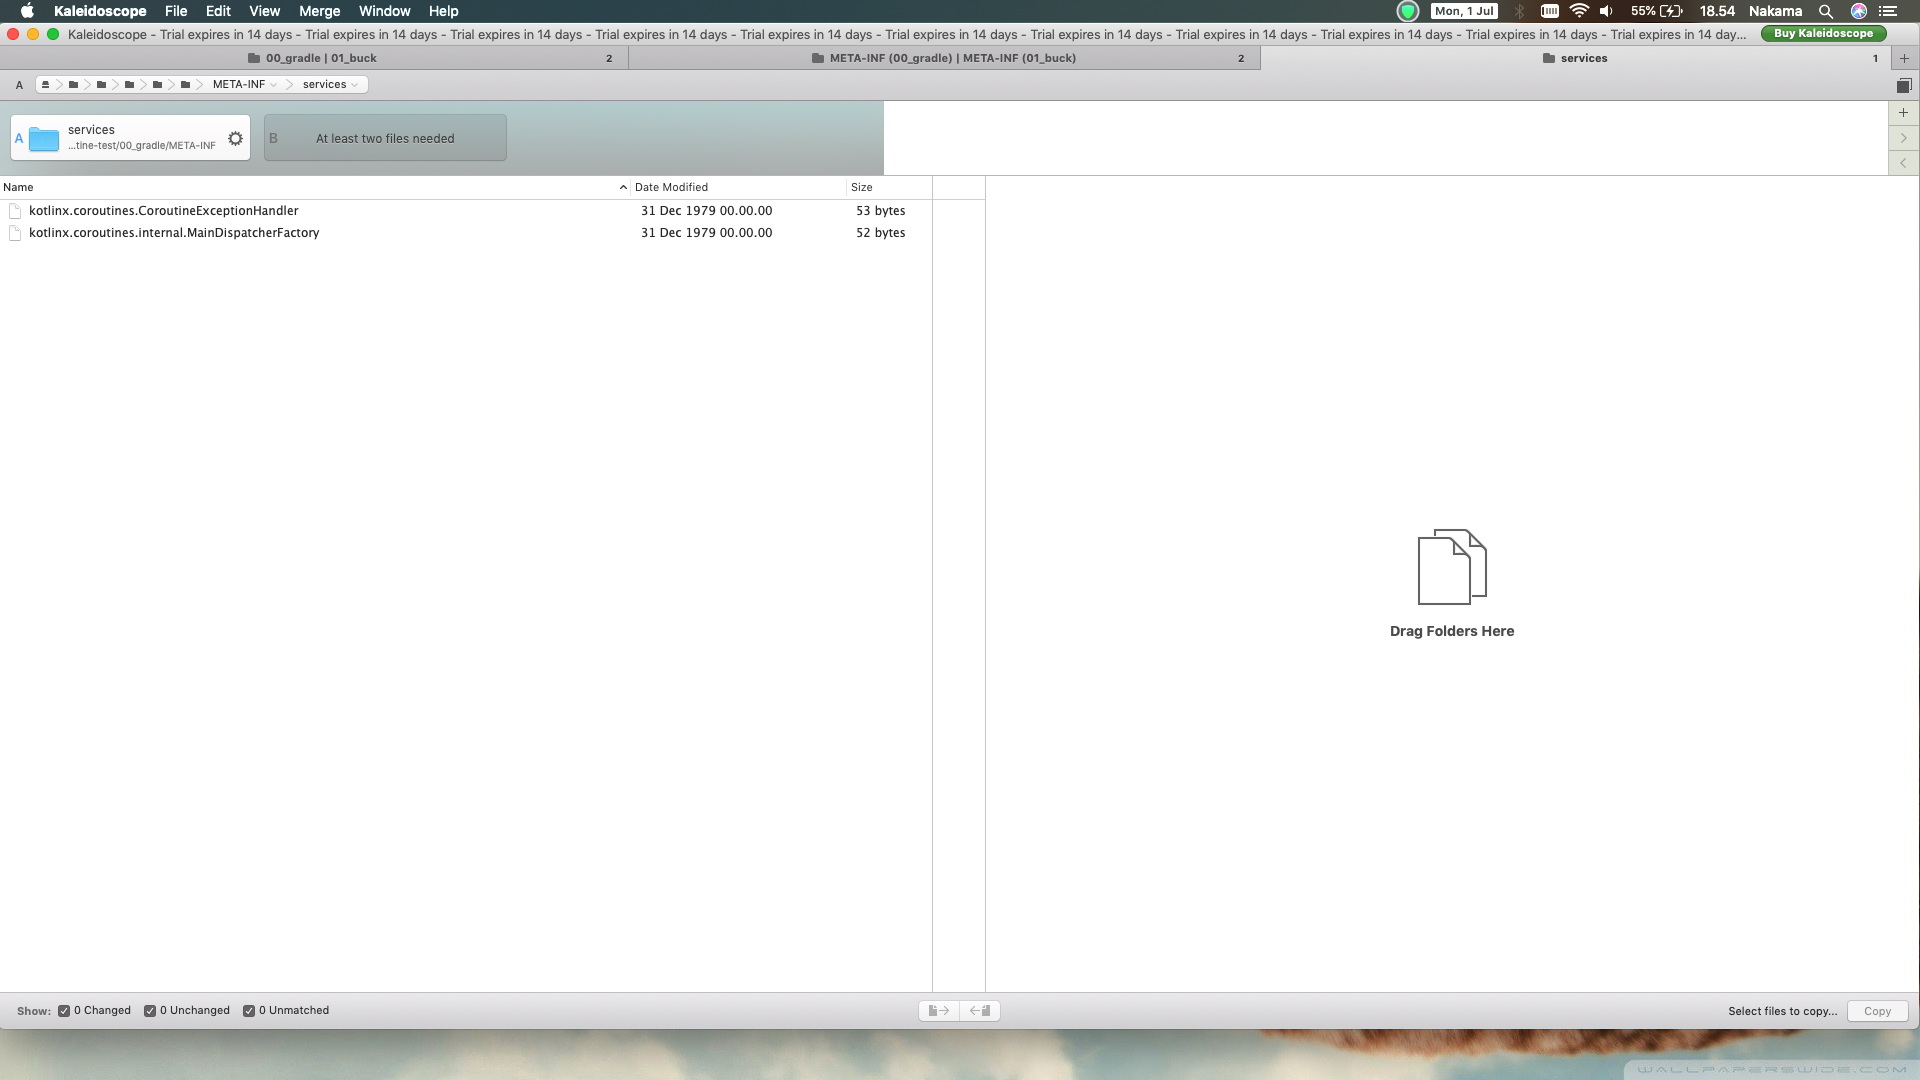 Kaleidoscope File Edit View Merge Window Help Mon, 1 Jul 55% 18.54 Nakama
Kaleidoscope - Trial expires in 14 days - Trial expires in 14 days - Trial expires in 14 days - Trial expires in 14 days - Trial expires in 14 days - Trial expires in 14 days - Trial expires in 14 days - Trial expires in 14 days - Trial expires in 14 days - Trial expires in 14 days - Trial expires in 14 day... Buy Kaleidoscope
00_gradle | 01_buck 2 META-INF (00_gradle) | META-INF (01_buck) 2 services 1
A META-INF services
A services
...tine-test/00_gradle/META-INF
B At least two files needed
Name Date Modified Size
kotlinx.coroutines.CoroutineExceptionHandler 31 Dec 1979 00.00.00 53 bytes
kotlinx.coroutines.internal.MainDispatcherFactory 31 Dec 1979 00.00.00 52 bytes
Drag Folders Here
Show: 0 Changed 0 Unchanged 0 Unmatched Select files to copy... Copy
WALLPAPERSWIDE.COM